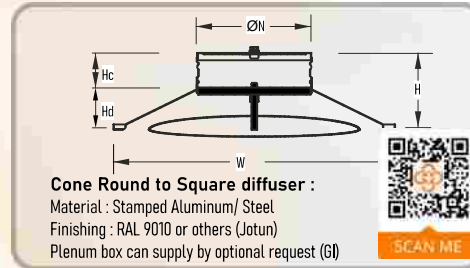 ØN
Hc
Hd
H
W
Cone Round to Square diffuser :
Material : Stamped Aluminum/ Steel
Finishing : RAL 9010 or others (Jotun)
Plenum box can supply by optional request (GI)
SCAN ME